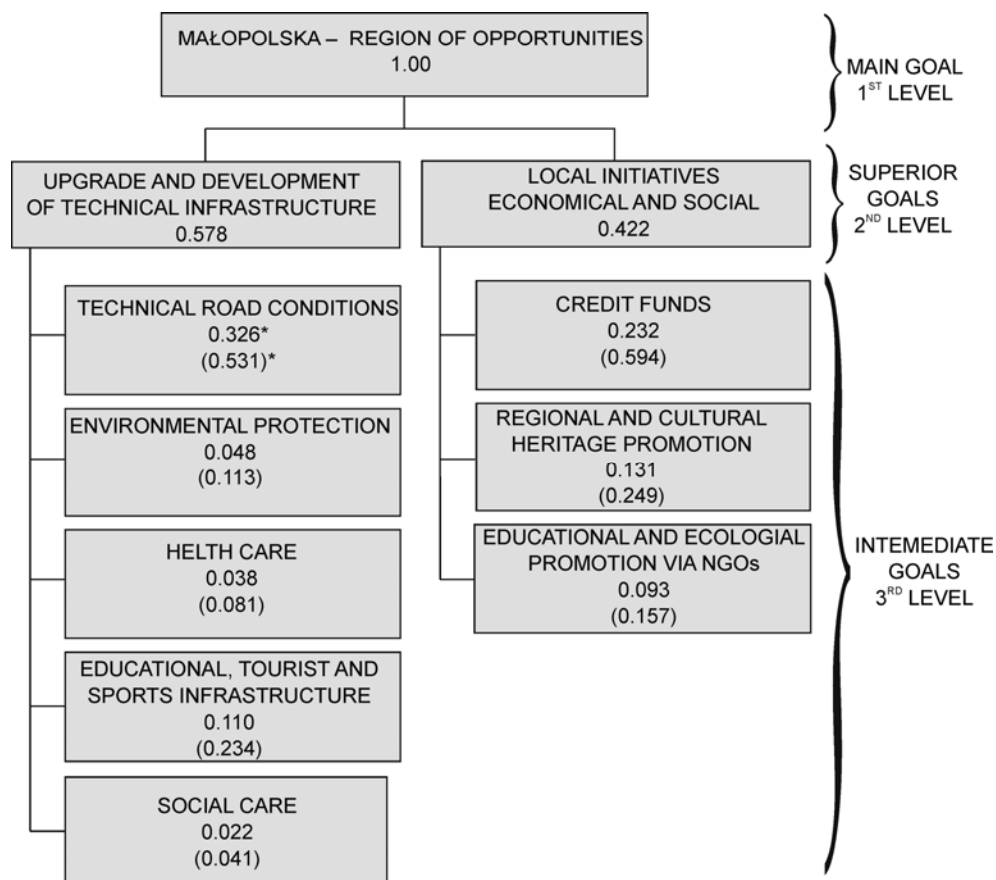 MAŁOPOLSKA – REGION OF OPPORTUNITIES
1.00
MAIN GOAL
1ST LEVEL
UPGRADE AND DEVELOPMENT
OF TECHNICAL INFRASTRUCTURE
0.578
LOCAL INITIATIVES
ECONOMICAL AND SOCIAL
0.422
SUPERIOR
GOALS
2ND LEVEL
TECHNICAL ROAD CONDITIONS
0.326*
(0.531)*
ENVIRONMENTAL PROTECTION
0.048
(0.113)
HELTH CARE
0.038
(0.081)
EDUCATIONAL, TOURIST AND
SPORTS INFRASTRUCTURE
0.110
(0.234)
SOCIAL CARE
0.022
(0.041)
CREDIT FUNDS
0.232
(0.594)
REGIONAL AND CULTURAL
HERITAGE PROMOTION
0.131
(0.249)
EDUCATIONAL AND ECOLOGIAL
PROMOTION VIA NGOs
0.093
(0.157)
INTEMEDIATE
GOALS
3RD LEVEL